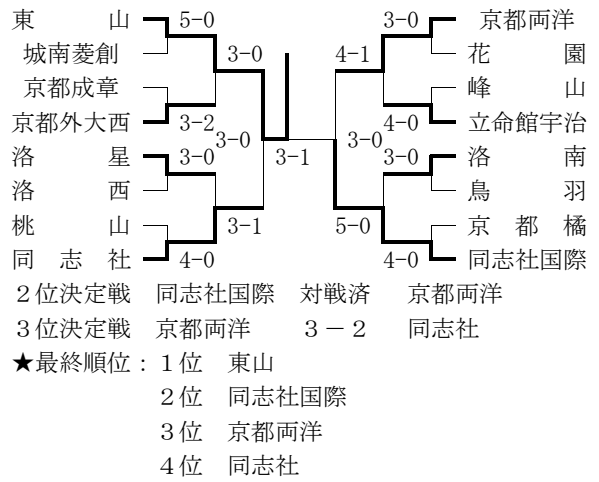 東山 5-0 3-0 京都両洋
城南菱創 3-0 4-1 花園
京都成章 峰山
京都外大西 3-2 4-0 立命館宇治
3-0 3-1 3-0
洛星 3-0 3-0 洛南
洛西 鳥羽
桃山 3-1 5-0 京都橘
同志社 4-0 4-0 同志社国際
２位決定戦 同志社国際 対戦済 京都両洋
３位決定戦 京都両洋 ３－２ 同志社
★最終順位：１位 東山
２位 同志社国際
３位 京都両洋
４位 同志社